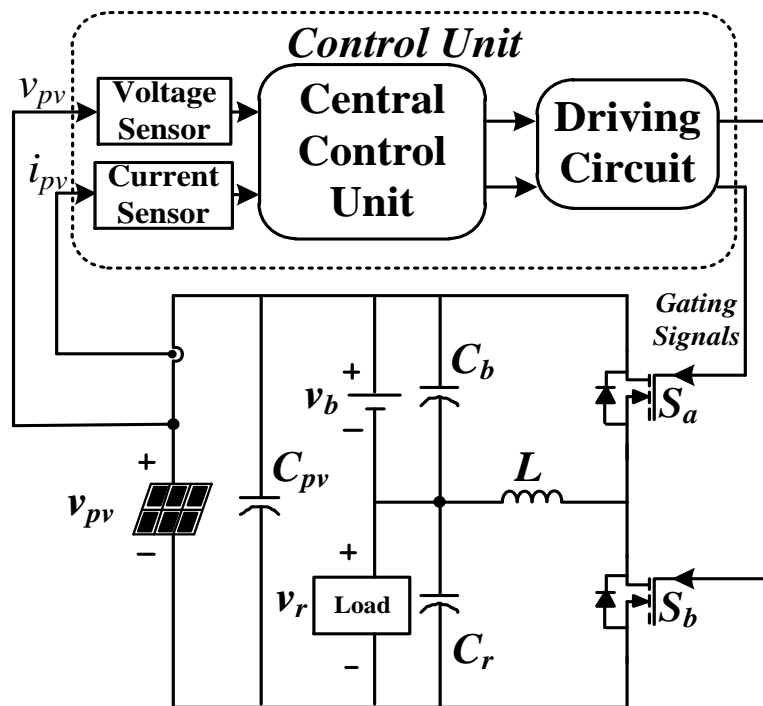 Control Unit
v_pv
Voltage
Sensor
Central
Control
Unit
Driving
Circuit
i_pv
Current
Sensor
Gating
Signals
+
v_b
−
C_b
S_a
+
v_pv
−
C_pv
L
+
v_r
−
Load
C_r
S_b